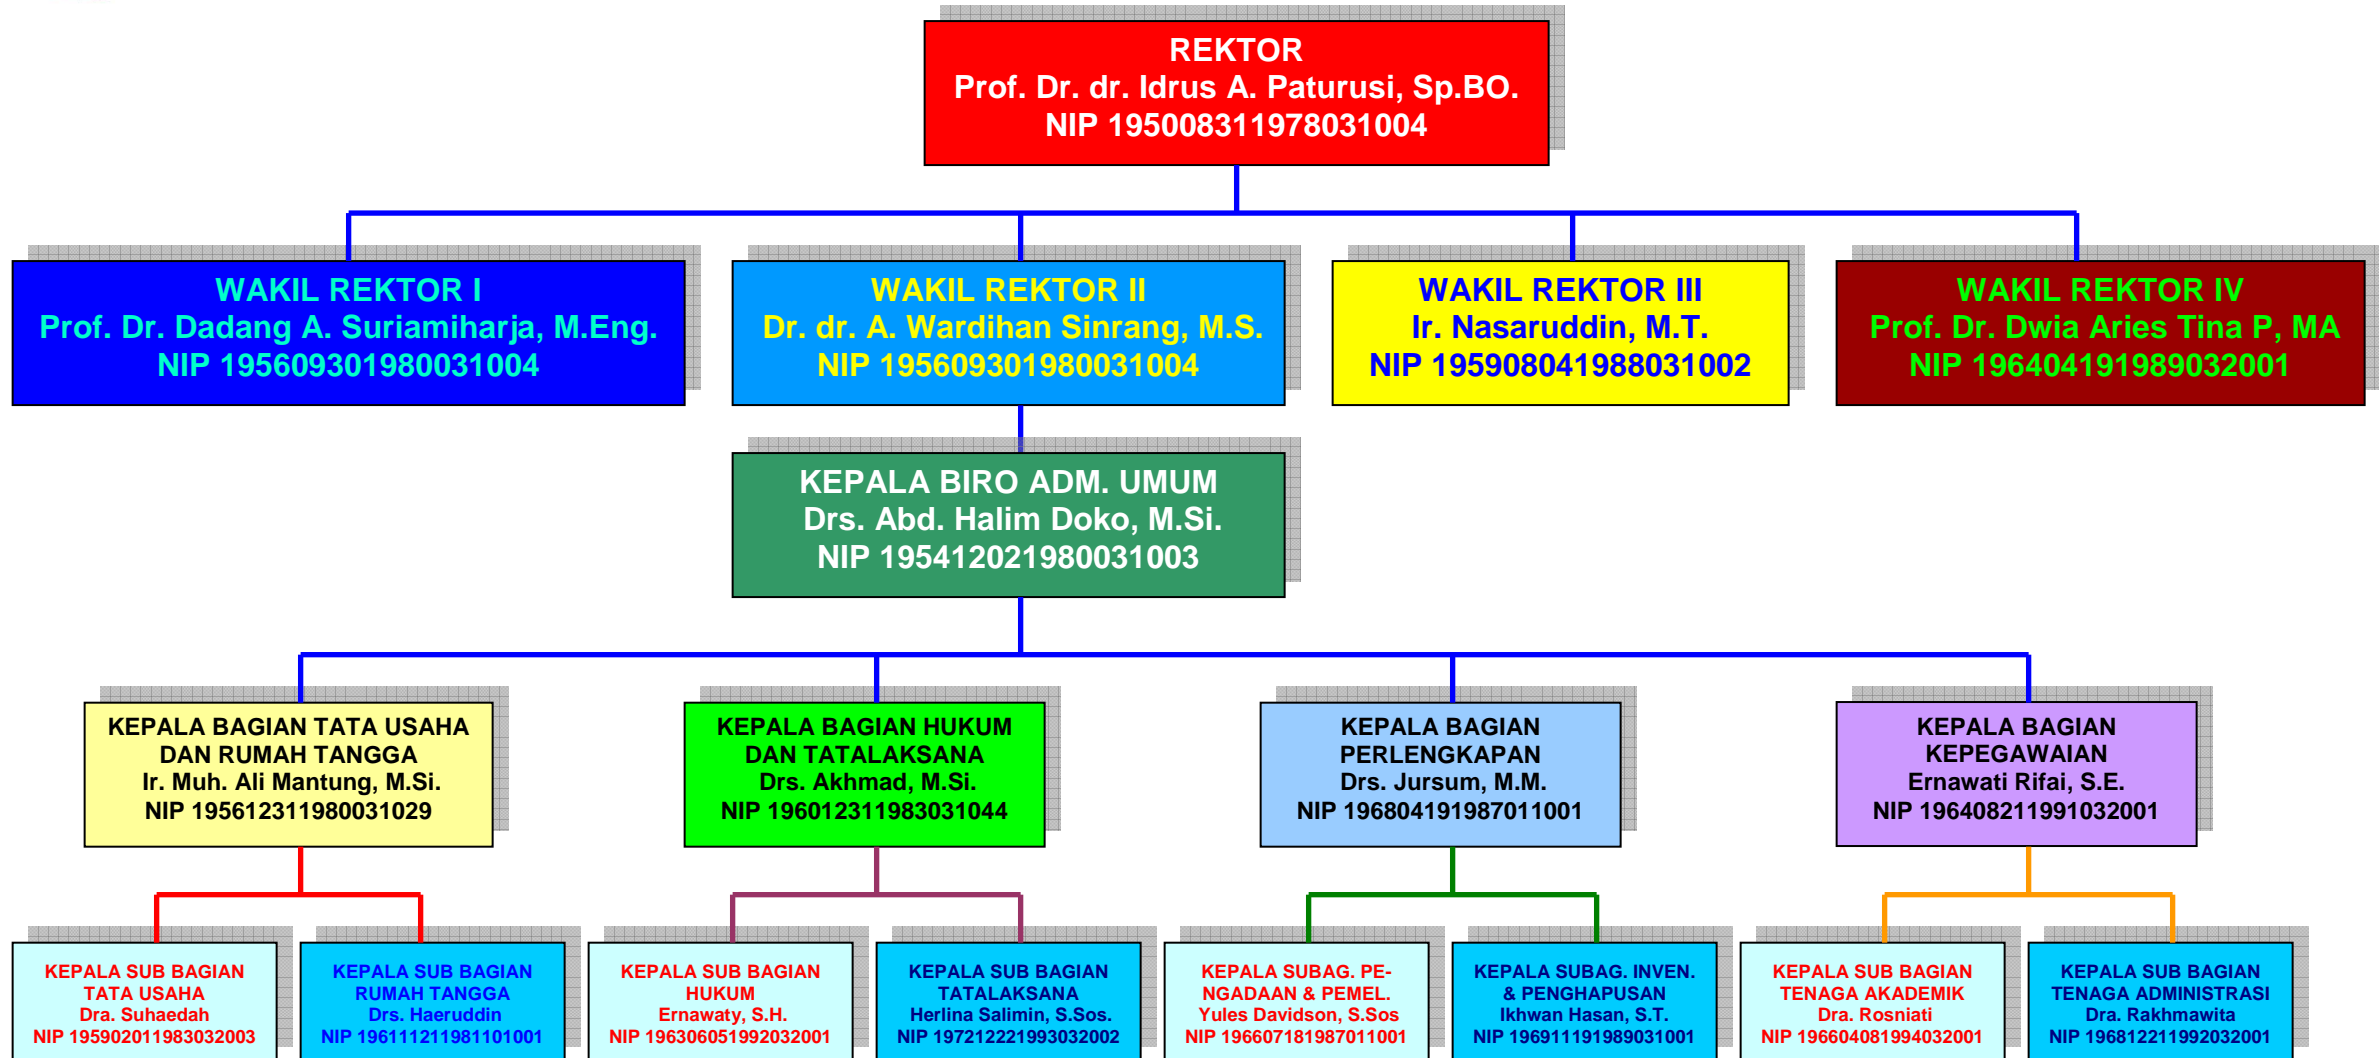 REKTOR
Prof. Dr. dr. Idrus A. Paturusi, Sp.BO.
NIP 195008311978031004
WAKIL REKTOR I
Prof. Dr. Dadang A. Suriamiharja, M.Eng.
NIP 195609301980031004
WAKIL REKTOR II
Dr. dr. A. Wardihan Sinrang, M.S.
NIP 195609301980031004
WAKIL REKTOR III
Ir. Nasaruddin, M.T.
NIP 195908041988031002
WAKIL REKTOR IV
Prof. Dr. Dwia Aries Tina P, MA
NIP 196404191989032001
KEPALA BIRO ADM. UMUM
Drs. Abd. Halim Doko, M.Si.
NIP 195412021980031003
KEPALA BAGIAN TATA USAHA
DAN RUMAH TANGGA
Ir. Muh. Ali Mantung, M.Si.
NIP 195612311980031029
KEPALA BAGIAN HUKUM
DAN TATALAKSANA
Drs. Akhmad, M.Si.
NIP 196012311983031044
KEPALA BAGIAN
PERLENGKAPAN
Drs. Jursum, M.M.
NIP 196804191987011001
KEPALA BAGIAN
KEPEGAWAIAN
Ernawati Rifai, S.E.
NIP 196408211991032001
KEPALA SUB BAGIAN
TATA USAHA
Dra. Suhaedah
NIP 195902011983032003
KEPALA SUB BAGIAN
RUMAH TANGGA
Drs. Haeruddin
NIP 196111211981101001
KEPALA SUB BAGIAN
HUKUM
Ernawaty, S.H.
NIP 196306051992032001
KEPALA SUB BAGIAN
TATALAKSANA
Herlina Salimin, S.Sos.
NIP 197212221993032002
KEPALA SUBAG. PE-
NGADAAN & PEMEL.
Yules Davidson, S.Sos
NIP 196607181987011001
KEPALA SUBAG. INVEN.
& PENGHAPUSAN
Ikhwan Hasan, S.T.
NIP 196911191989031001
KEPALA SUB BAGIAN
TENAGA AKADEMIK
Dra. Rosniati
NIP 196604081994032001
KEPALA SUB BAGIAN
TENAGA ADMINISTRASI
Dra. Rakhmawita
NIP 196812211992032001